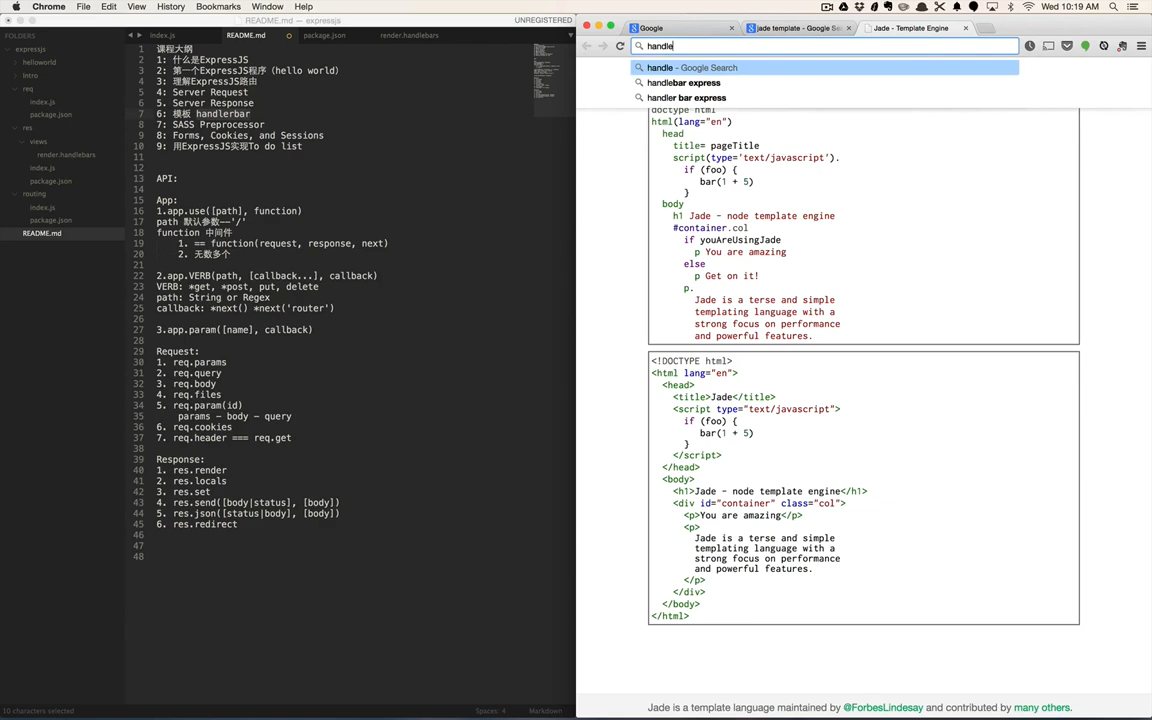 Chrome File Edit View History Bookmarks Window Help
Wed 10:19 AM
README.md — expressjs
UNREGISTERED
FOLDERS
expressjs
helloworld
intro
req
index.js
package.json
res
views
render.handlebars
index.js
package.json
routing
index.js
package.json
README.md
index.js
README.md
package.json
render.handlebars
1 课程大纲
2 1: 什么是ExpressJS
3 2: 第一个ExpressJS程序 (hello world)
4 3: 理解ExpressJS路由
5 4: Server Request
6 5. Server Response
7 6: 模板 handlerbar
8 7: SASS Preprocessor
9 8: Forms, Cookies, and Sessions
10 9: 用ExpressJS实现To do list
11
12
13 API:
14
15 App:
16 1.app.use([path], function)
17 path 默认参数--'/'
18 function 中间件
19 1. == function(request, response, next)
20 2. 无数多个
21
22 2.app.VERB(path, [callback...], callback)
23 VERB: *get, *post, put, delete
24 path: String or Regex
25 callback: *next() *next('router')
26
27 3.app.param([name], callback)
28
29 Request:
30 1. req.params
31 2. req.query
32 3. req.body
33 4. req.files
34 5. req.param(id)
35 params - body - query
36 6. req.cookies
37 7. req.header === req.get
38
39 Response:
40 1. res.render
41 2. res.locals
42 3. res.set
43 4. res.send([body|status], [body])
44 5. res.json([status|body], [body])
45 6. res.redirect
46
47
48
10 characters selected
Spaces: 4
Markdown
Google
jade template - Google Sea
Jade - Template Engine
handle
handle - Google Search
handlebar express
handler bar express
doctype html
html(lang="en")
head
title= pageTitle
script(type='text/javascript').
if (foo) {
bar(1 + 5)
}
body
h1 Jade - node template engine
#container.col
if youAreUsingJade
p You are amazing
else
p Get on it!
p.
Jade is a terse and simple
templating language with a
strong focus on performance
and powerful features.
<!DOCTYPE html>
<html lang="en">
<head>
<title>Jade</title>
<script type="text/javascript">
if (foo) {
bar(1 + 5)
}
</script>
</head>
<body>
<h1>Jade - node template engine</h1>
<div id="container" class="col">
<p>You are amazing</p>
<p>
Jade is a terse and simple
templating language with a
strong focus on performance
and powerful features.
</p>
</div>
</body>
</html>
Jade is a template language maintained by @ForbesLindesay and contributed by many others.